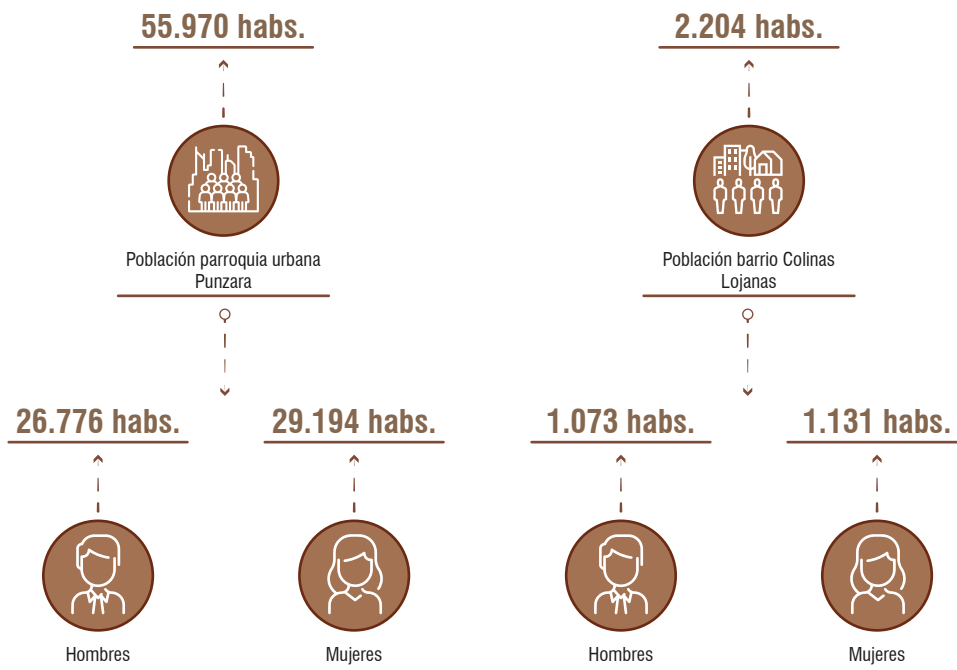 55.970 habs.
2.204 habs.
Población parroquia urbana
Punzara
Población barrio Colinas
Lojanas
26.776 habs.
29.194 habs.
1.073 habs.
1.131 habs.
Hombres
Mujeres
Hombres
Mujeres